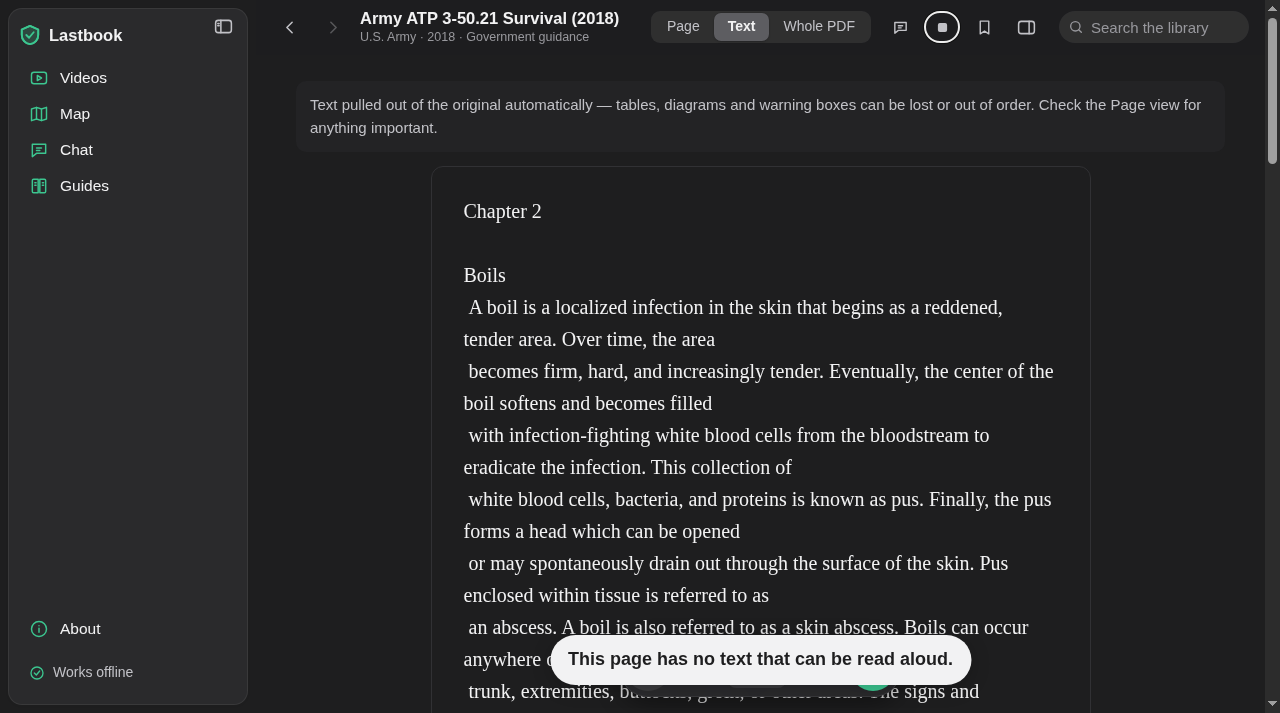 Lastbook
Videos
Map
Chat
Guides
About
Works offline
Army ATP 3-50.21 Survival (2018)
U.S. Army · 2018 · Government guidance
Page
Text
Whole PDF
Search the library
Text pulled out of the original automatically — tables, diagrams and warning boxes can be lost or out of order. Check the Page view for
anything important.
Chapter 2
Boils
A boil is a localized infection in the skin that begins as a reddened,
tender area. Over time, the area
becomes firm, hard, and increasingly tender. Eventually, the center of the
boil softens and becomes filled
with infection-fighting white blood cells from the bloodstream to
eradicate the infection. This collection of
white blood cells, bacteria, and proteins is known as pus. Finally, the pus
forms a head which can be opened
or may spontaneously drain out through the surface of the skin. Pus
enclosed within tissue is referred to as
an abscess. A boil is also referred to as a skin abscess. Boils can occur
anywhere
trunk, extremities, signs and
This page has no text that can be read aloud.